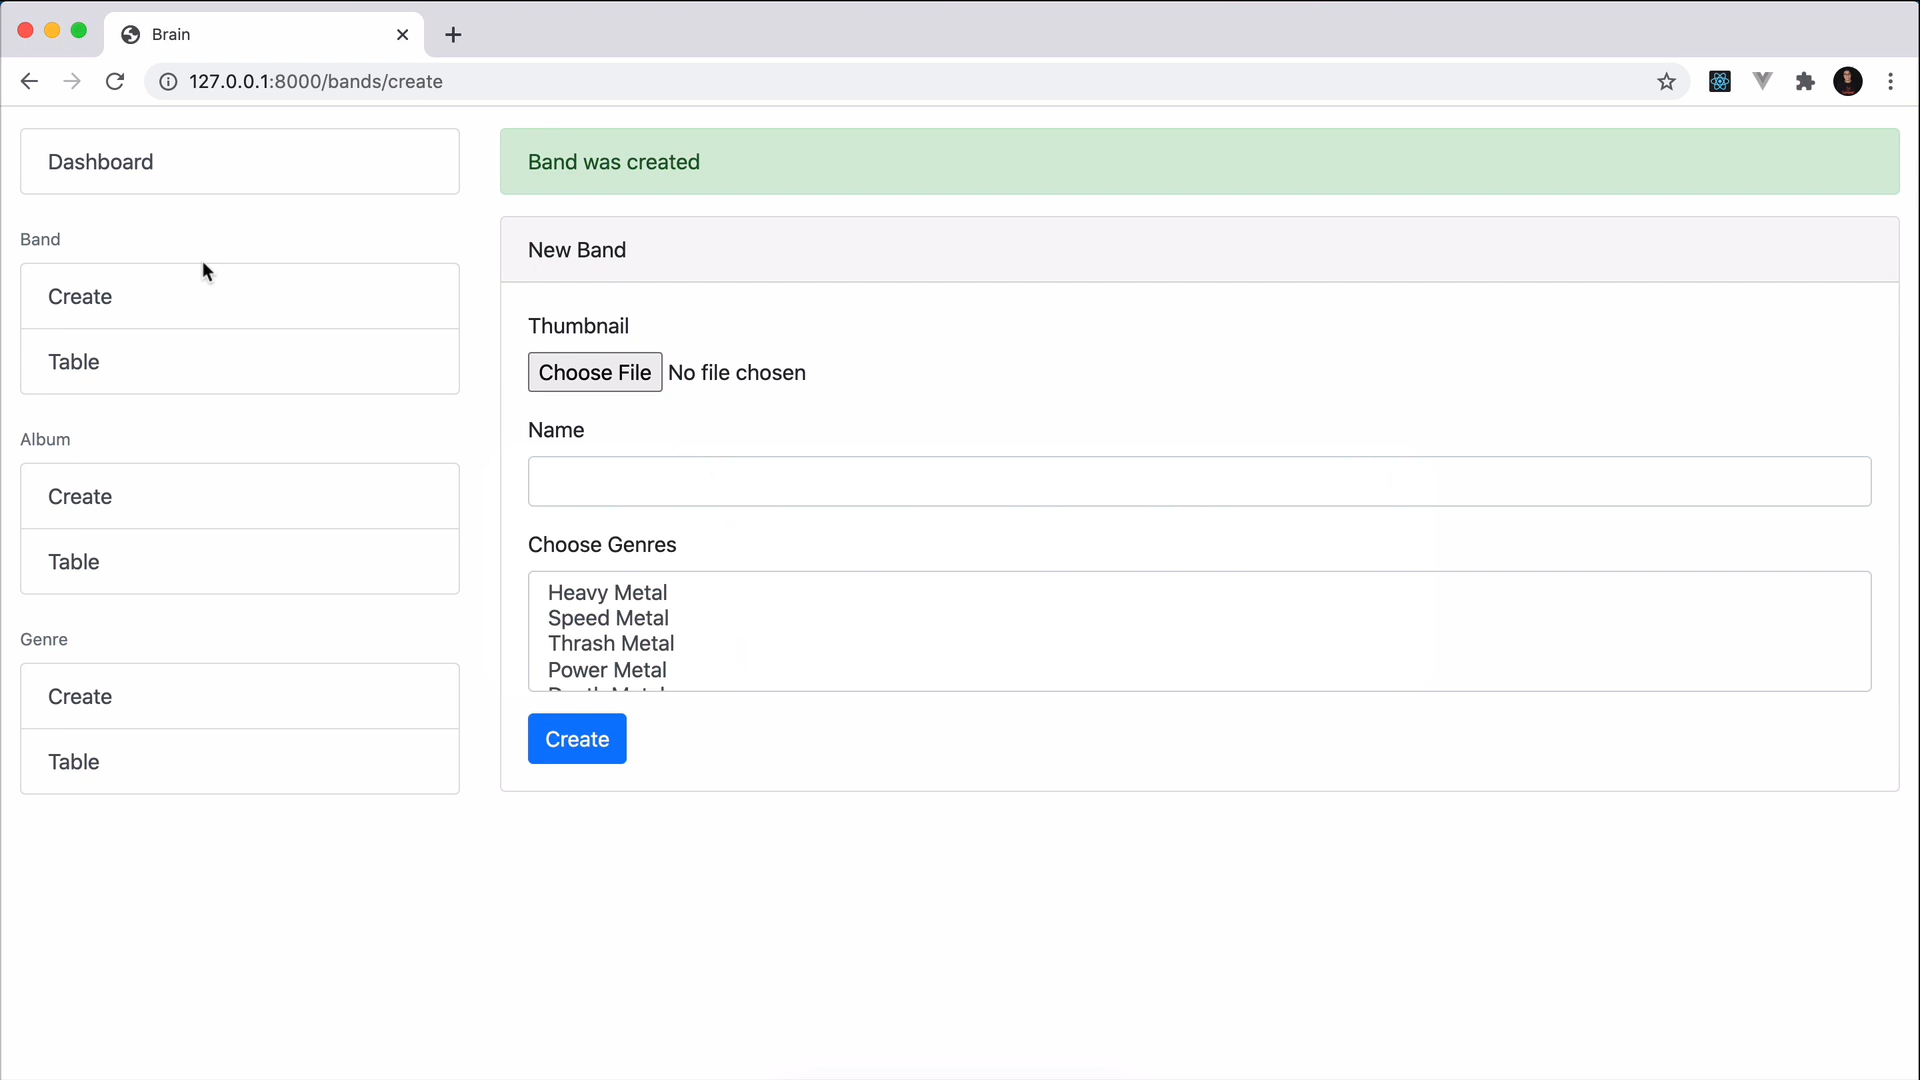 Brain
127.0.0.1:8000/bands/create
Dashboard
Band
Create
Table
Album
Create
Table
Genre
Create
Table
Band was created
New Band
Thumbnail
Choose File No file chosen
Name
Choose Genres
Heavy Metal
Speed Metal
Thrash Metal
Power Metal
Create